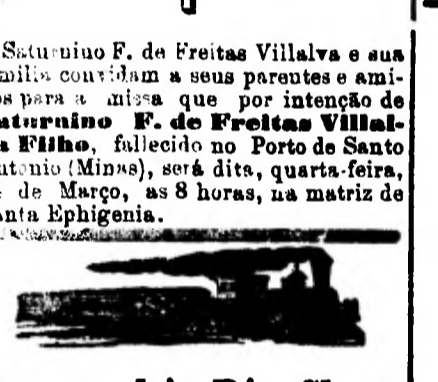 Saturnino F. de Freitas Villalva e sua
milia convidam a seus parentes e ami-
os para a missa que por intenção de
aturnino F. de Freitas Villal-
a Filho, fallecido no Porto de Santo
ntonio (Minas), será dita, quarta-feira,
de Março, as 8 horas, na matriz de
anta Ephigenia.